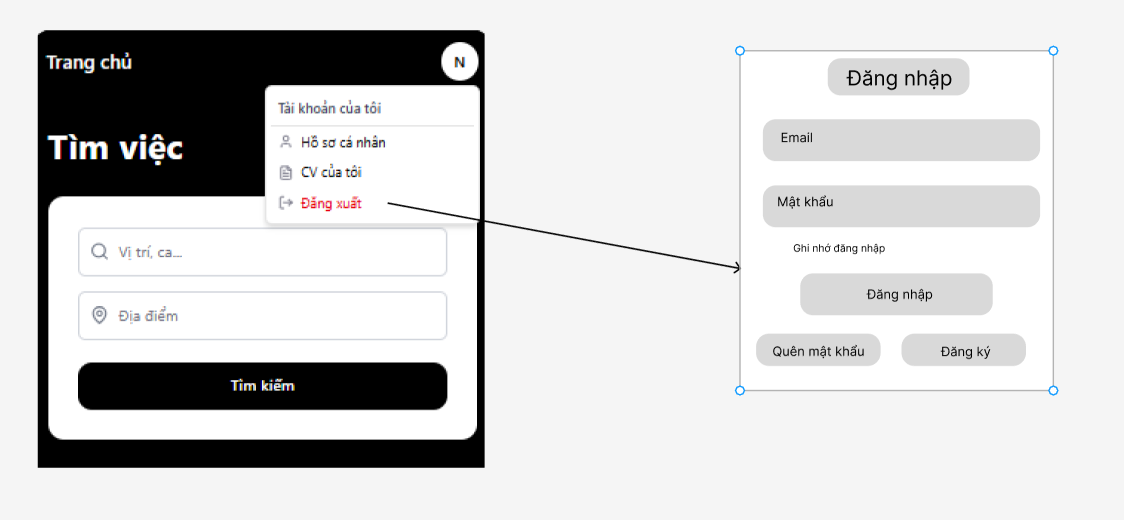 Trang chủ
N
Tài khoản của tôi
Hồ sơ cá nhân
CV của tôi
Đăng xuất
Tìm việc
Vị trí, ca...
Địa điểm
Tìm kiếm
Đăng nhập
Email
Mật khẩu
Ghi nhớ đăng nhập
Đăng nhập
Quên mật khẩu
Đăng ký